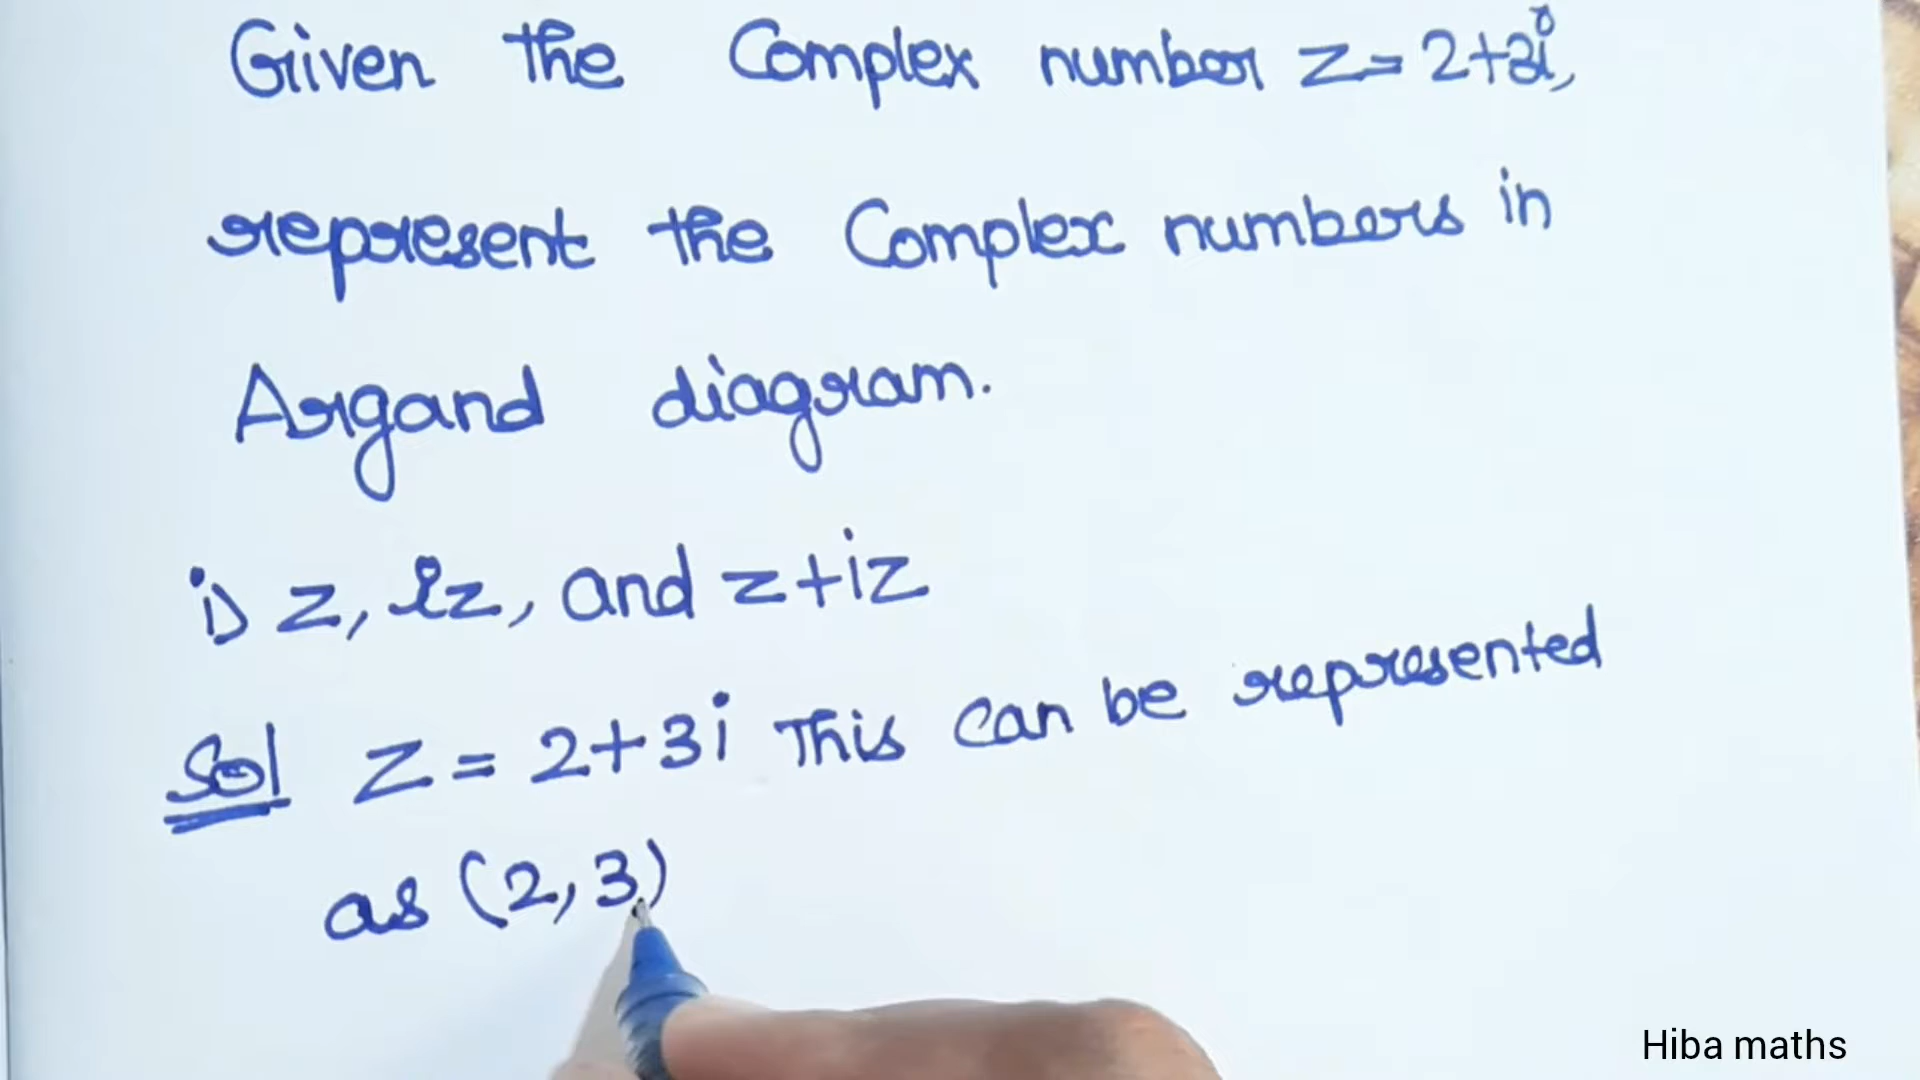 Given the Complex number z=2+3i,
represent the Complex numbers in
Argand diagram.
i) z, iz, and z+iz
Sol z = 2+3i This can be represented
as (2,3)
Hiba maths